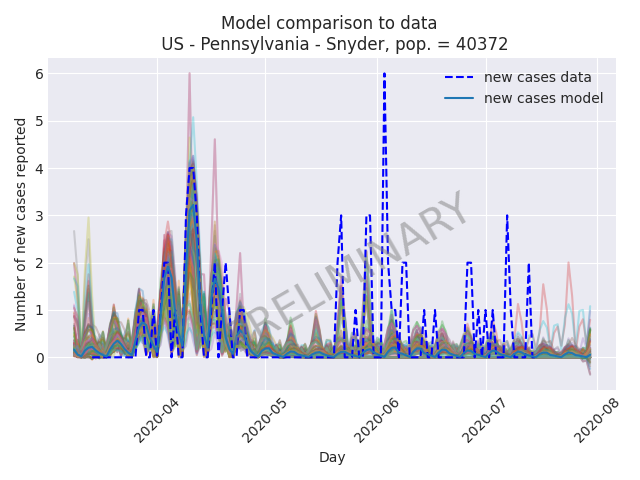 Model comparison to data
US - Pennsylvania - Snyder, pop. = 40372
new cases data
new cases model
Number of new cases reported
6
5
4
3
2
1
0
PRELIMINARY
2020-04
2020-05
2020-06
2020-07
2020-08
Day